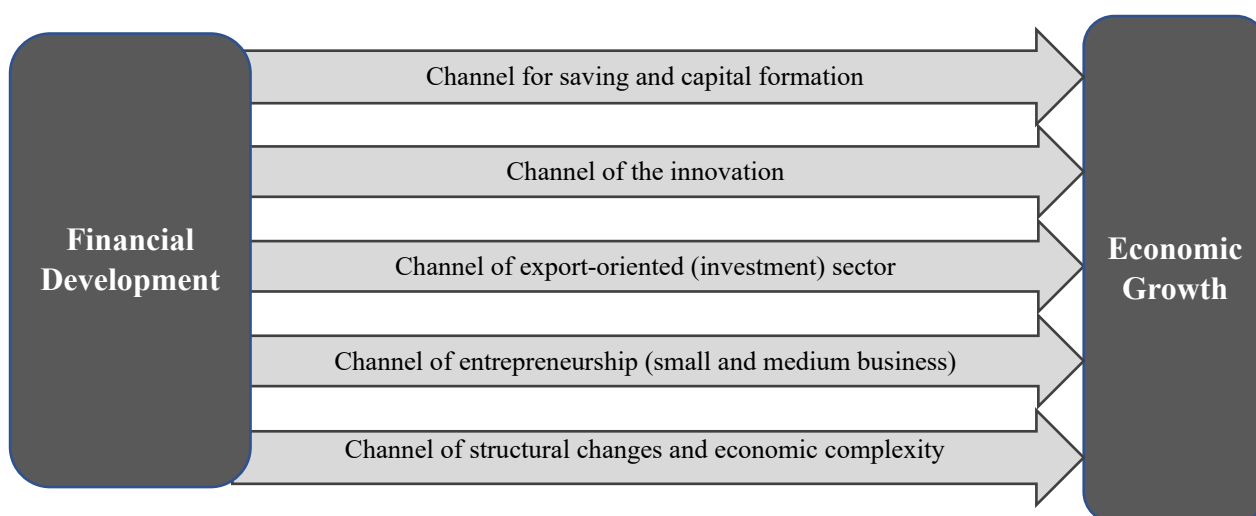 Financial
Development
Channel for saving and capital formation
Channel of the innovation
Channel of export-oriented (investment) sector
Channel of entrepreneurship (small and medium business)
Channel of structural changes and economic complexity
Economic
Growth